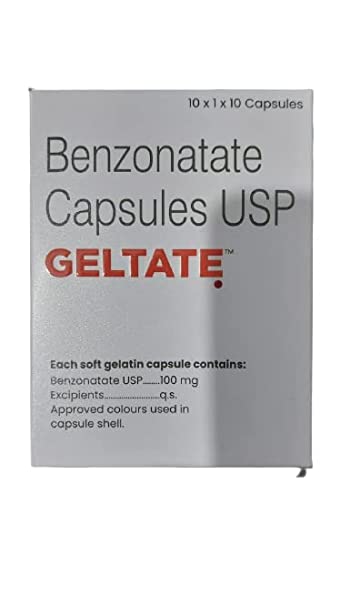 10 x 1 x 10 Capsules
Benzonatate
Capsules USP
GELTATE™
Each soft gelatin capsule contains:
Benzonatate USP.......100 mg
Excipients..........................q.s.
Approved colours used in
capsule shell.